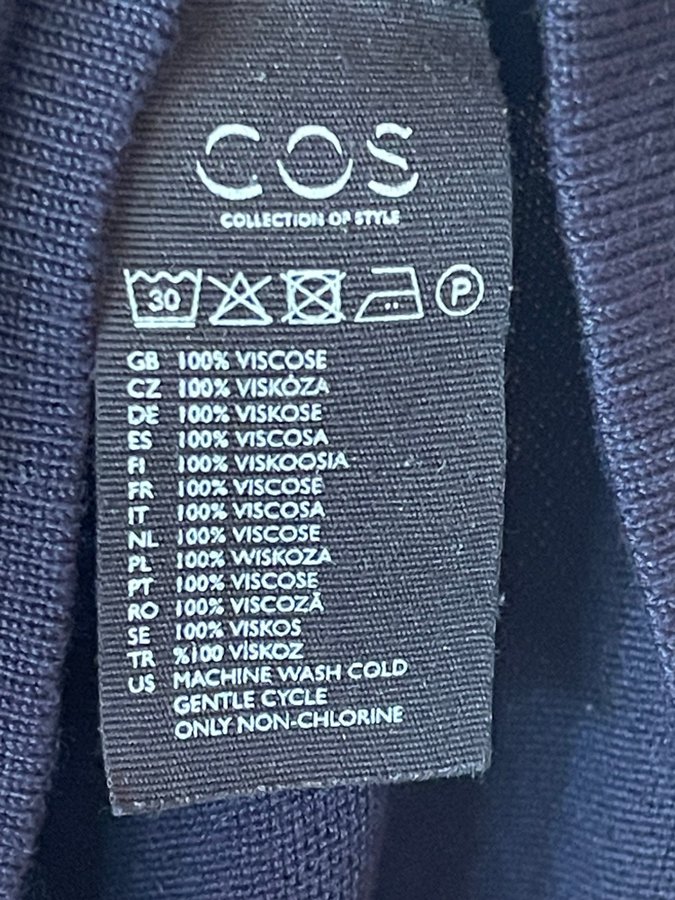 COS
COLLECTION OF STYLE
30 P
GB 100% VISCOSE
CZ 100% VISKÓZA
DE 100% VISKOSE
ES 100% VISCOSA
FI 100% VISKOOSIA
FR 100% VISCOSE
IT 100% VISCOSA
NL 100% VISCOSE
PL 100% WISKOZA
PT 100% VISCOSE
RO 100% VISCOZĂ
SE 100% VISKOS
TR %100 VİSKOZ
US MACHINE WASH COLD
GENTLE CYCLE
ONLY NON-CHLORINE